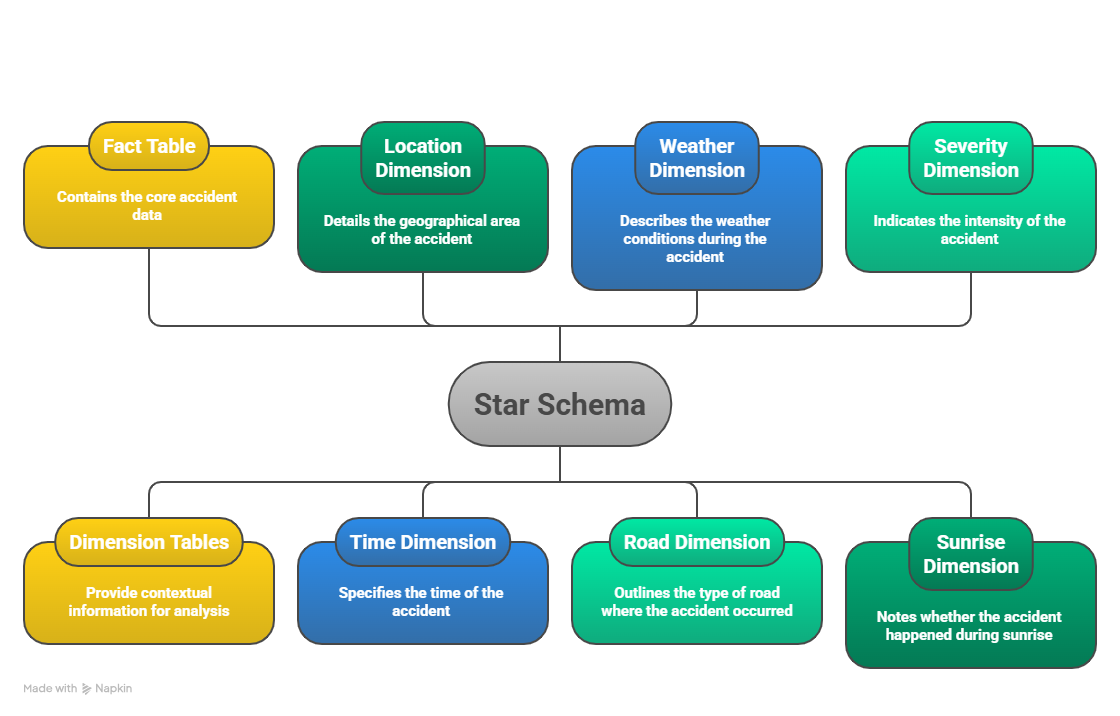 Fact Table
Contains the core accident
data
Location
Dimension
Details the geographical area
of the accident
Weather
Dimension
Describes the weather
conditions during the
accident
Severity
Dimension
Indicates the intensity of the
accident
Star Schema
Dimension Tables
Provide contextual
information for analysis
Time Dimension
Specifies the time of the
accident
Road Dimension
Outlines the type of road
where the accident occurred
Sunrise
Dimension
Notes whether the accident
happened during sunrise
Made with Napkin